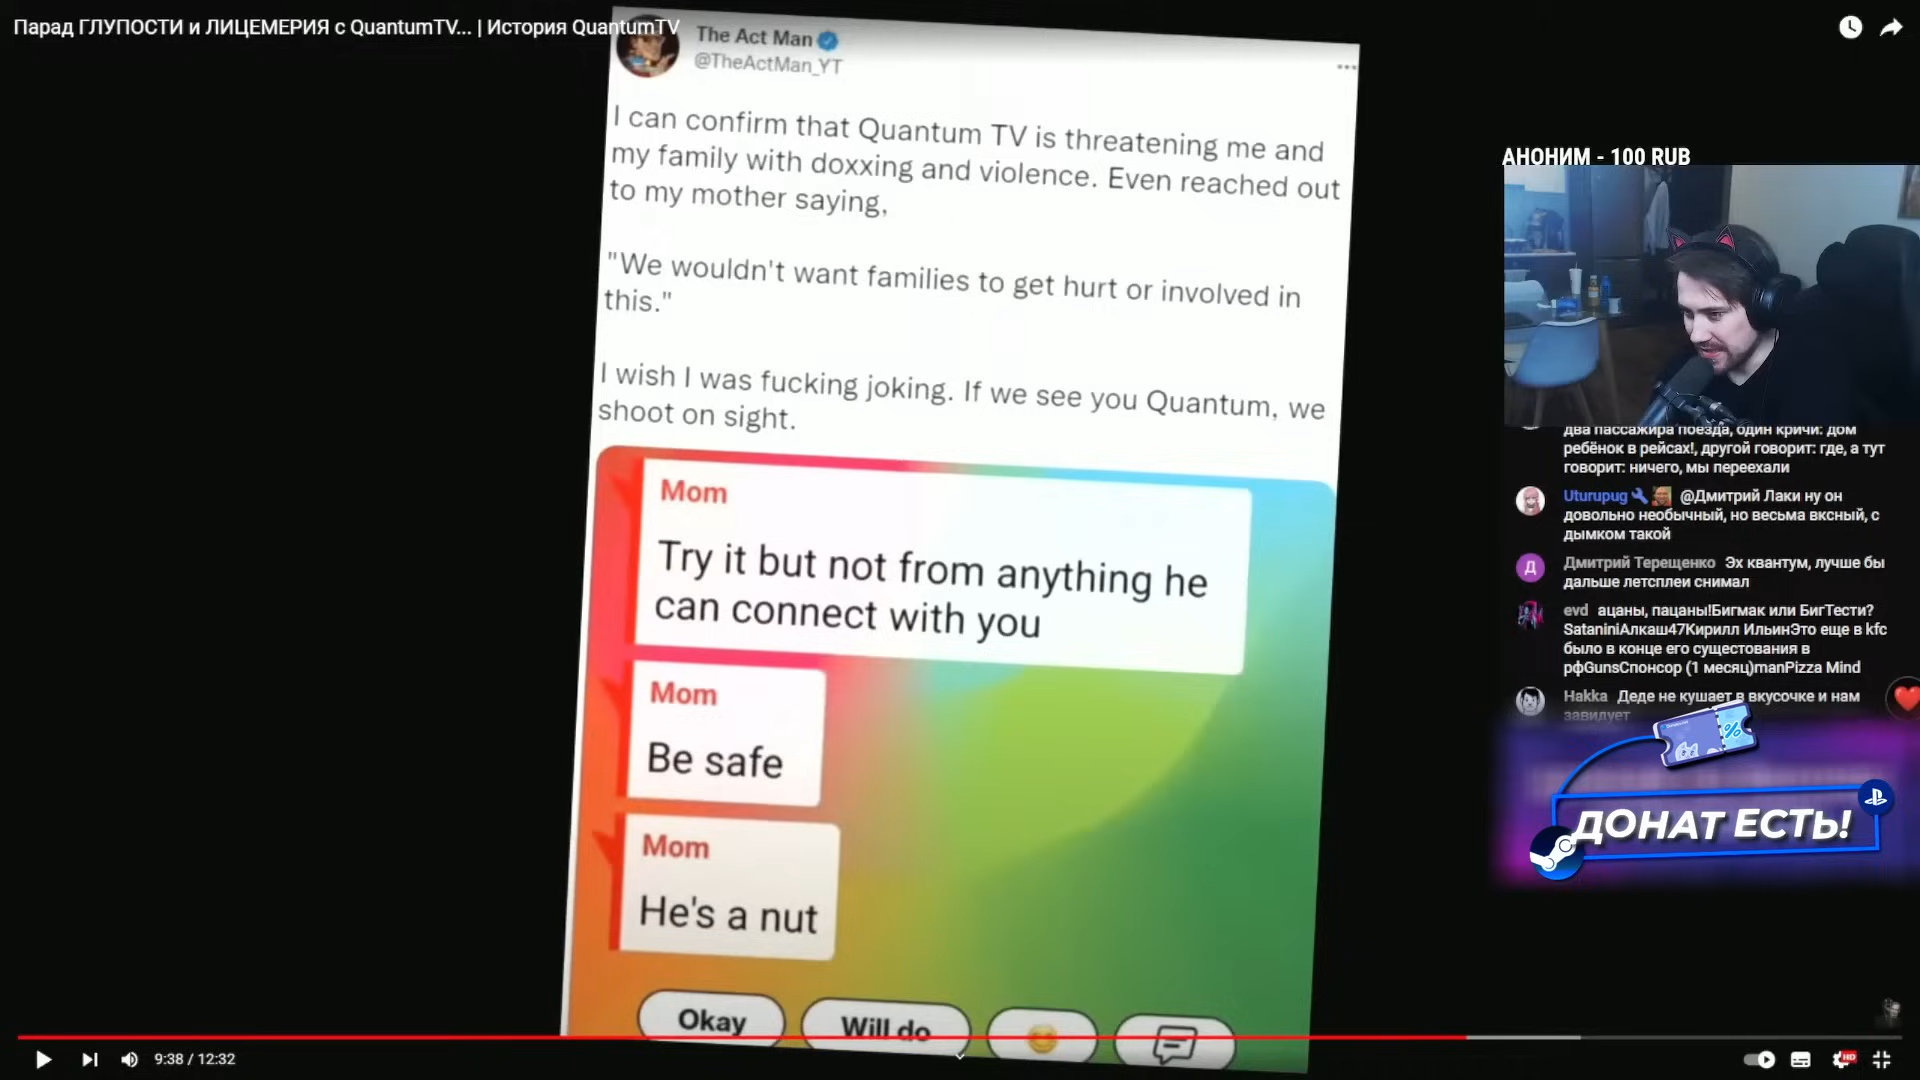 Парад ГЛУПОСТИ и ЛИЦЕМЕРИЯ с QuantumTV... | История QuantumTV
The Act Man
@TheActMan_YT
I can confirm that Quantum TV is threatening me and
my family with doxxing and violence. Even reached out
to my mother saying,
"We wouldn't want families to get hurt or involved in
this."
I wish I was fucking joking. If we see you Quantum, we
shoot on sight.
Mom
Try it but not from anything he
can connect with you
Mom
Be safe
Mom
He's a nut
Okay
Will do
АНОНИМ - 100 RUB
два пассажира поезда, один кричи: дом
ребёнок в рейсах!, другой говорит: где, а тут
говорит: ничего, мы переехали
Uturupug @Дмитрий Лаки ну он
довольно необычный, но весьма вксный, с
дымком такой
Д
Дмитрий Терещенко Эх квантум, лучше бы
дальше летсплеи снимал
evd ацаны, пацаны!Бигмак или БигТести?
SataniniАлкаш47Кирилл ИльинЭто еще в kfc
было в конце его сущестования в
рфGunsСпонсор (1 месяц)manPizza Mind
Hakka Деде не кушает в вкусочке и нам
завидует
%
ДОНАТ ЕСТЬ!
9:38 / 12:32
HD